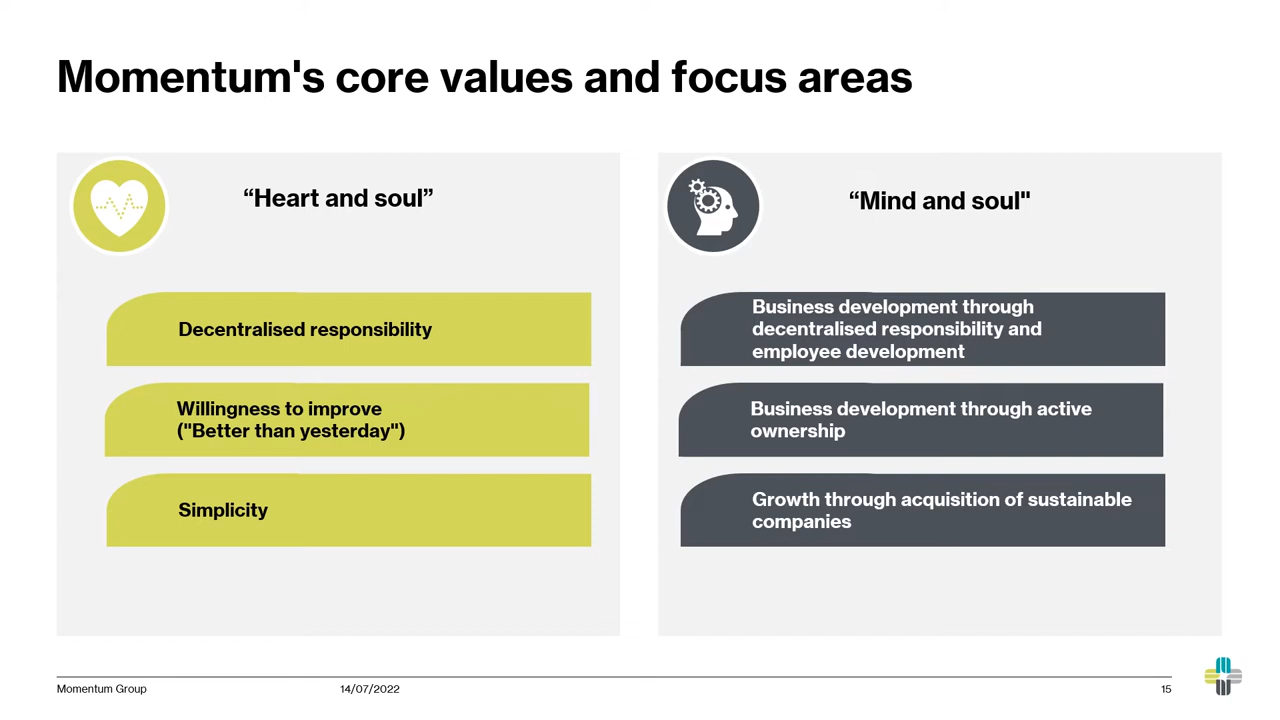 Momentum's core values and focus areas
“Heart and soul”
Decentralised responsibility
Willingness to improve
("Better than yesterday")
Simplicity
“Mind and soul"
Business development through
decentralised responsibility and
employee development
Business development through active
ownership
Growth through acquisition of sustainable
companies
Momentum Group
14/07/2022
15